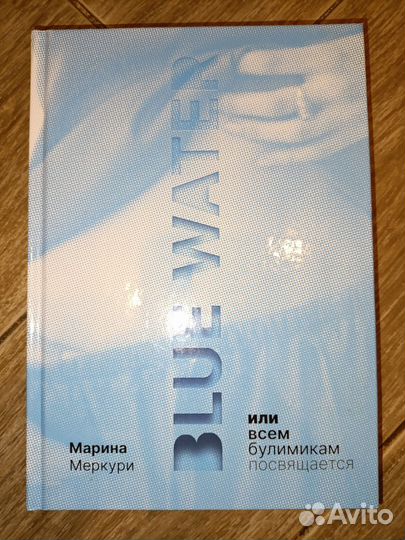 BLUE WATER
Марина
Меркури
или
всем
булимикам
посвящается
Avito